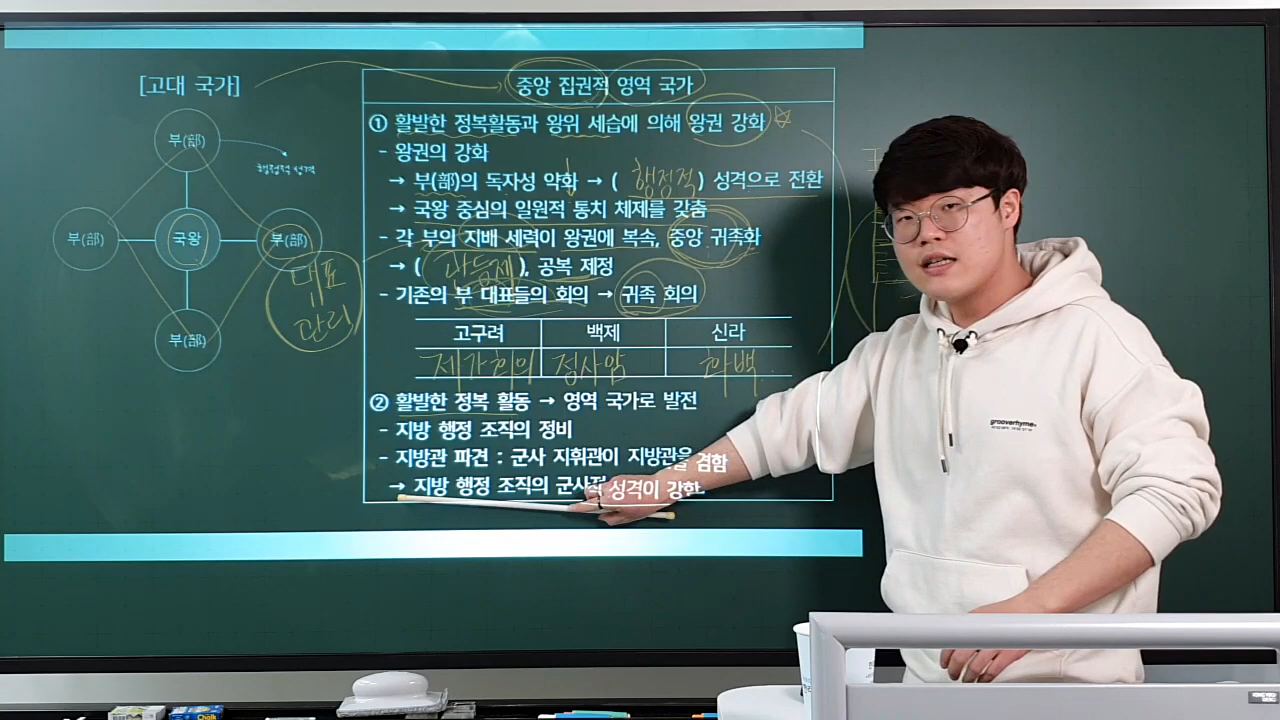 [고대 국가]
부(部)
행정적 성격
부(部)
국왕
부(部)
대표
관리
부(部)
중앙 집권적 영역 국가
① 활발한 정복활동과 왕위 세습에 의해 왕권 강화
- 왕권의 강화
→ 부(部)의 독자성 약화 → ( 행정적 ) 성격으로 전환
→ 국왕 중심의 일원적 통치 체제를 갖춤
- 각 부의 지배 세력이 왕권에 복속, 중앙 귀족화
→ ( 관등제 ), 공복 제정
- 기존의 부 대표들의 회의 → 귀족 회의
고구려 백제 신라
제가회의 정사암 화백
② 활발한 정복 활동 → 영역 국가로 발전
- 지방 행정 조직의 정비
- 지방관 파견 : 군사 지휘관이 지방관을 겸함
→ 지방 행정 조직의 군사적 성격이 강함
grooverhyme